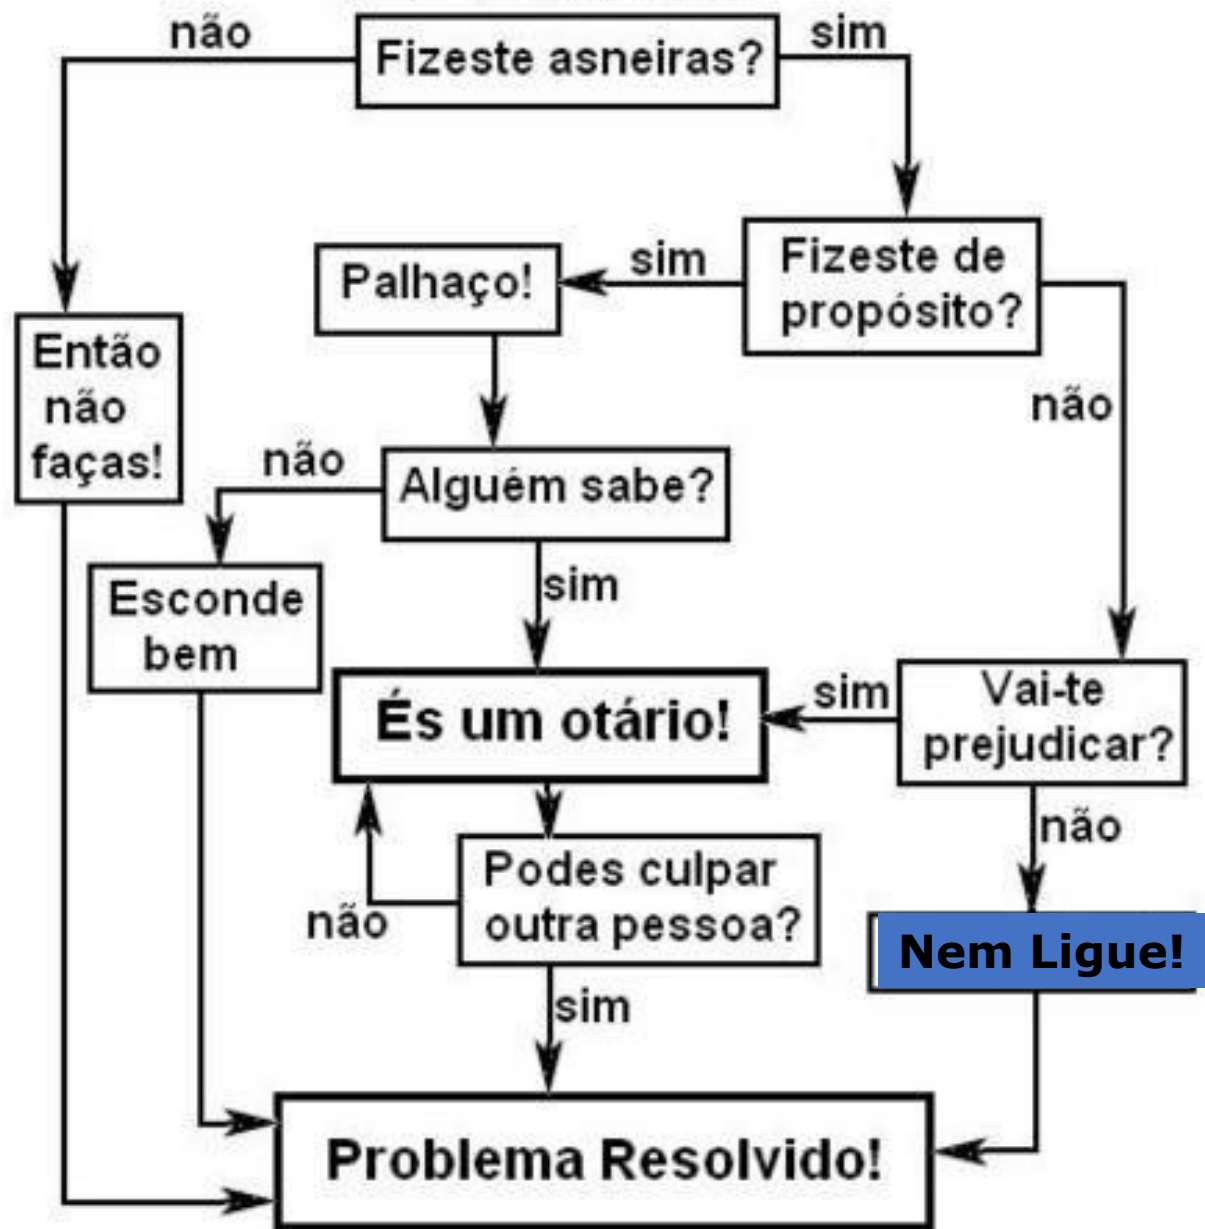 não
Fizeste asneiras?
sim
Palhaço!
sim
Fizeste de
propósito?
Então
não
faças!
não
não
Alguém sabe?
Esconde
bem
sim
És um otário!
sim
Vai-te
prejudicar?
não
Podes culpar
outra pessoa?
não
Nem Ligue!
sim
Problema Resolvido!